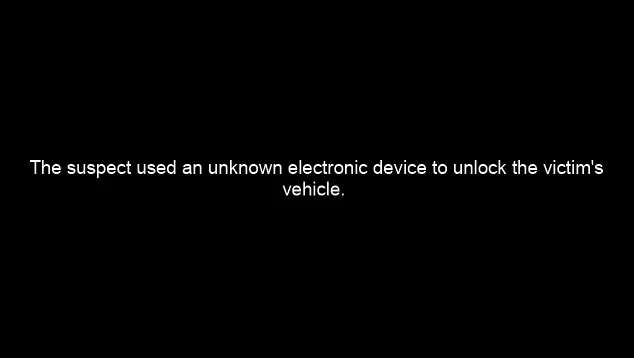 The suspect used an unknown electronic device to unlock the victim's
vehicle.